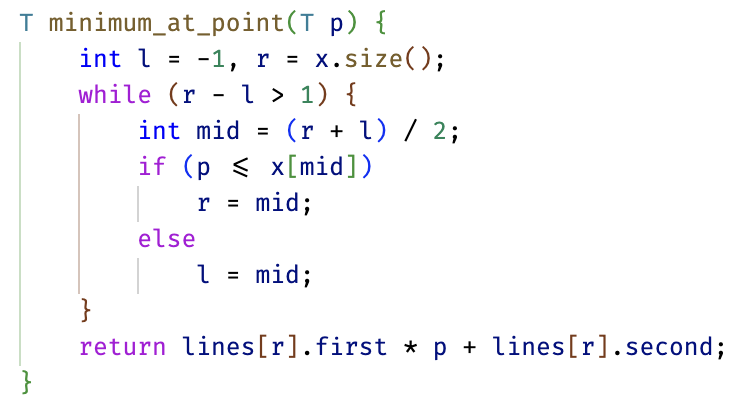 T minimum_at_point(T p) {
    int l = -1, r = x.size();
    while (r - l > 1) {
        int mid = (r + l) / 2;
        if (p <= x[mid])
            r = mid;
        else
            l = mid;
    }
    return lines[r].first * p + lines[r].second;
}